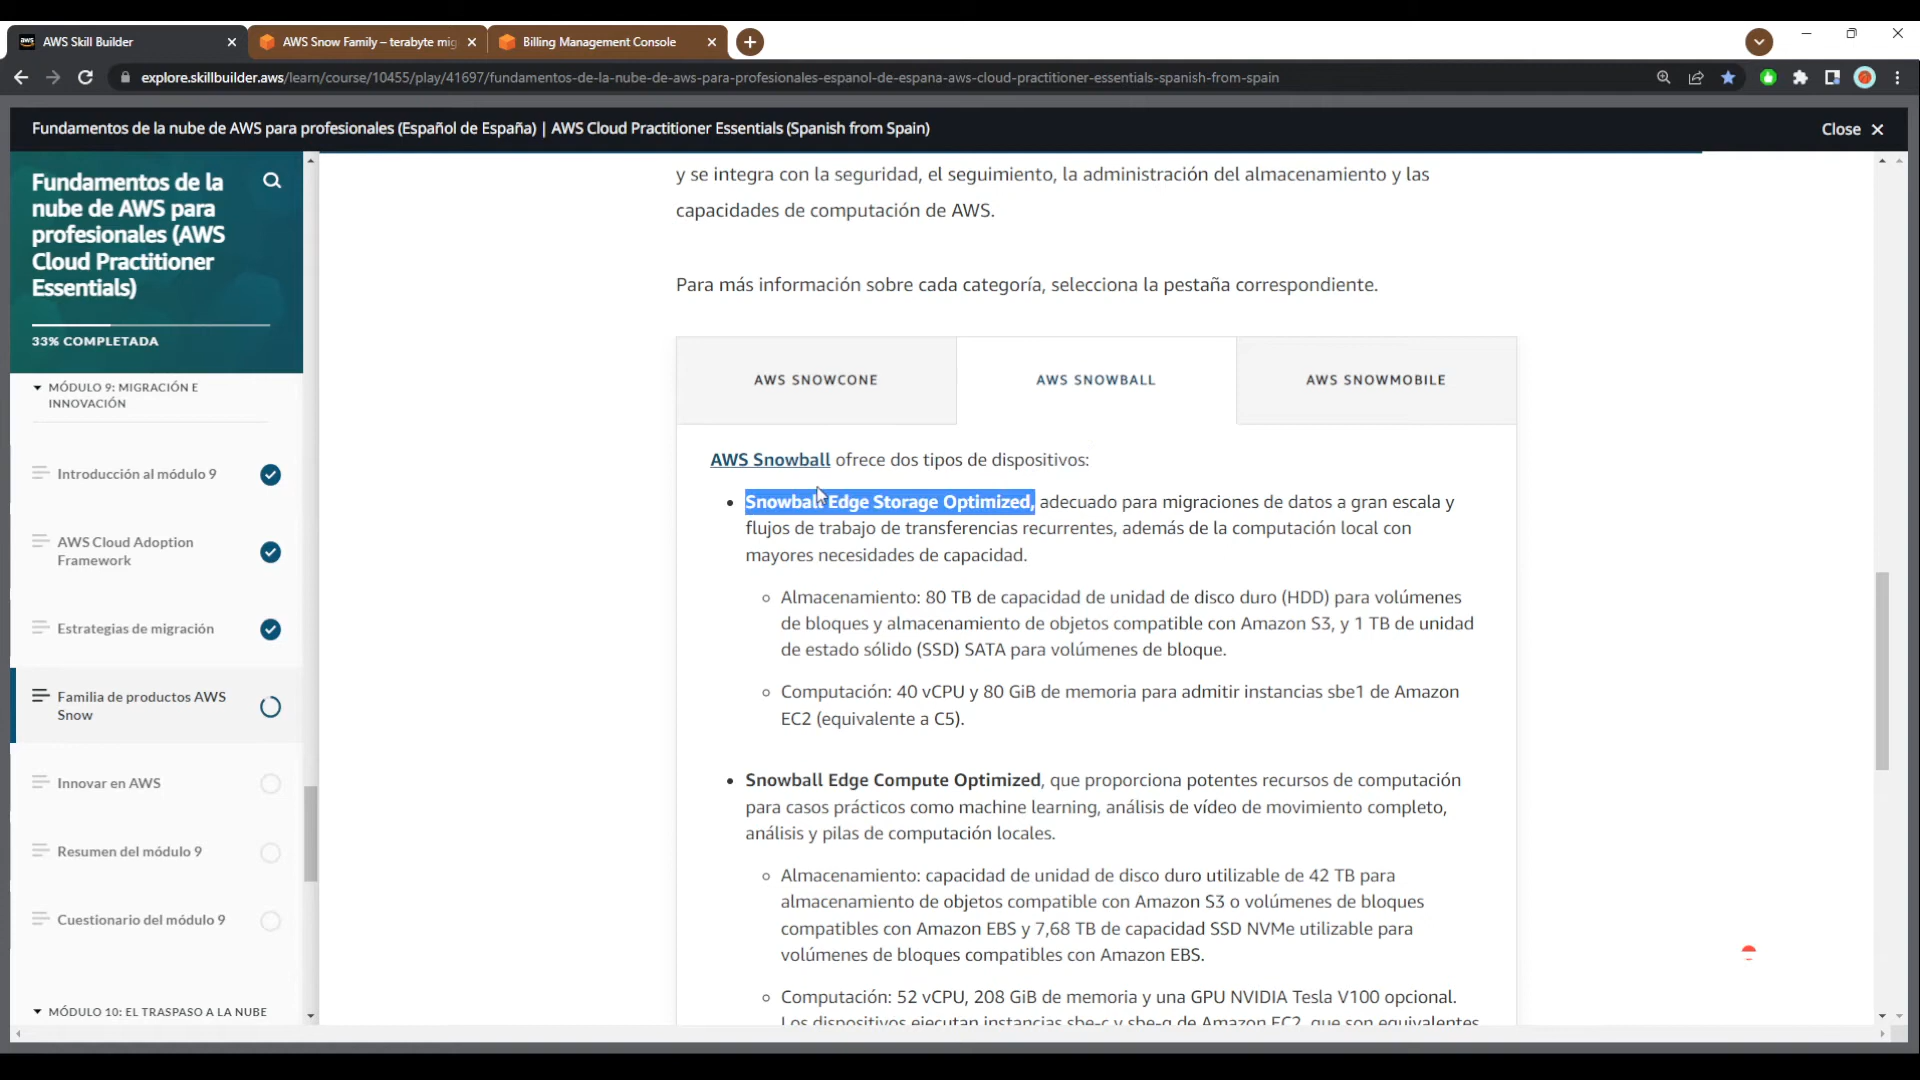 AWS Skill Builder
AWS Snow Family – terabyte mig
Billing Management Console
explore.skillbuilder.aws/learn/course/10455/play/41697/fundamentos-de-la-nube-de-aws-para-profesionales-espanol-de-espana-aws-cloud-practitioner-essentials-spanish-from-spain
Fundamentos de la nube de AWS para profesionales (Español de España) | AWS Cloud Practitioner Essentials (Spanish from Spain)
Close
Fundamentos de la
nube de AWS para
profesionales (AWS
Cloud Practitioner
Essentials)
33% COMPLETADA
MÓDULO 9: MIGRACIÓN E
INNOVACIÓN
Introducción al módulo 9
AWS Cloud Adoption
Framework
Estrategias de migración
Familia de productos AWS
Snow
Innovar en AWS
Resumen del módulo 9
Cuestionario del módulo 9
MÓDULO 10: EL TRASPASO A LA NUBE
y se integra con la seguridad, el seguimiento, la administración del almacenamiento y las
capacidades de computación de AWS.
Para más información sobre cada categoría, selecciona la pestaña correspondiente.
AWS SNOWCONE
AWS SNOWBALL
AWS SNOWMOBILE
AWS Snowball ofrece dos tipos de dispositivos:
Snowball Edge Storage Optimized, adecuado para migraciones de datos a gran escala y
flujos de trabajo de transferencias recurrentes, además de la computación local con
mayores necesidades de capacidad.
Almacenamiento: 80 TB de capacidad de unidad de disco duro (HDD) para volúmenes
de bloques y almacenamiento de objetos compatible con Amazon S3, y 1 TB de unidad
de estado sólido (SSD) SATA para volúmenes de bloque.
Computación: 40 vCPU y 80 GiB de memoria para admitir instancias sbe1 de Amazon
EC2 (equivalente a C5).
Snowball Edge Compute Optimized, que proporciona potentes recursos de computación
para casos prácticos como machine learning, análisis de vídeo de movimiento completo,
análisis y pilas de computación locales.
Almacenamiento: capacidad de unidad de disco duro utilizable de 42 TB para
almacenamiento de objetos compatible con Amazon S3 o volúmenes de bloques
compatibles con Amazon EBS y 7,68 TB de capacidad SSD NVMe utilizable para
volúmenes de bloques compatibles con Amazon EBS.
Computación: 52 vCPU, 208 GiB de memoria y una GPU NVIDIA Tesla V100 opcional.
Los dispositivos ejecutan instancias sbe-c y sbe-g de Amazon EC2, que son equivalentes